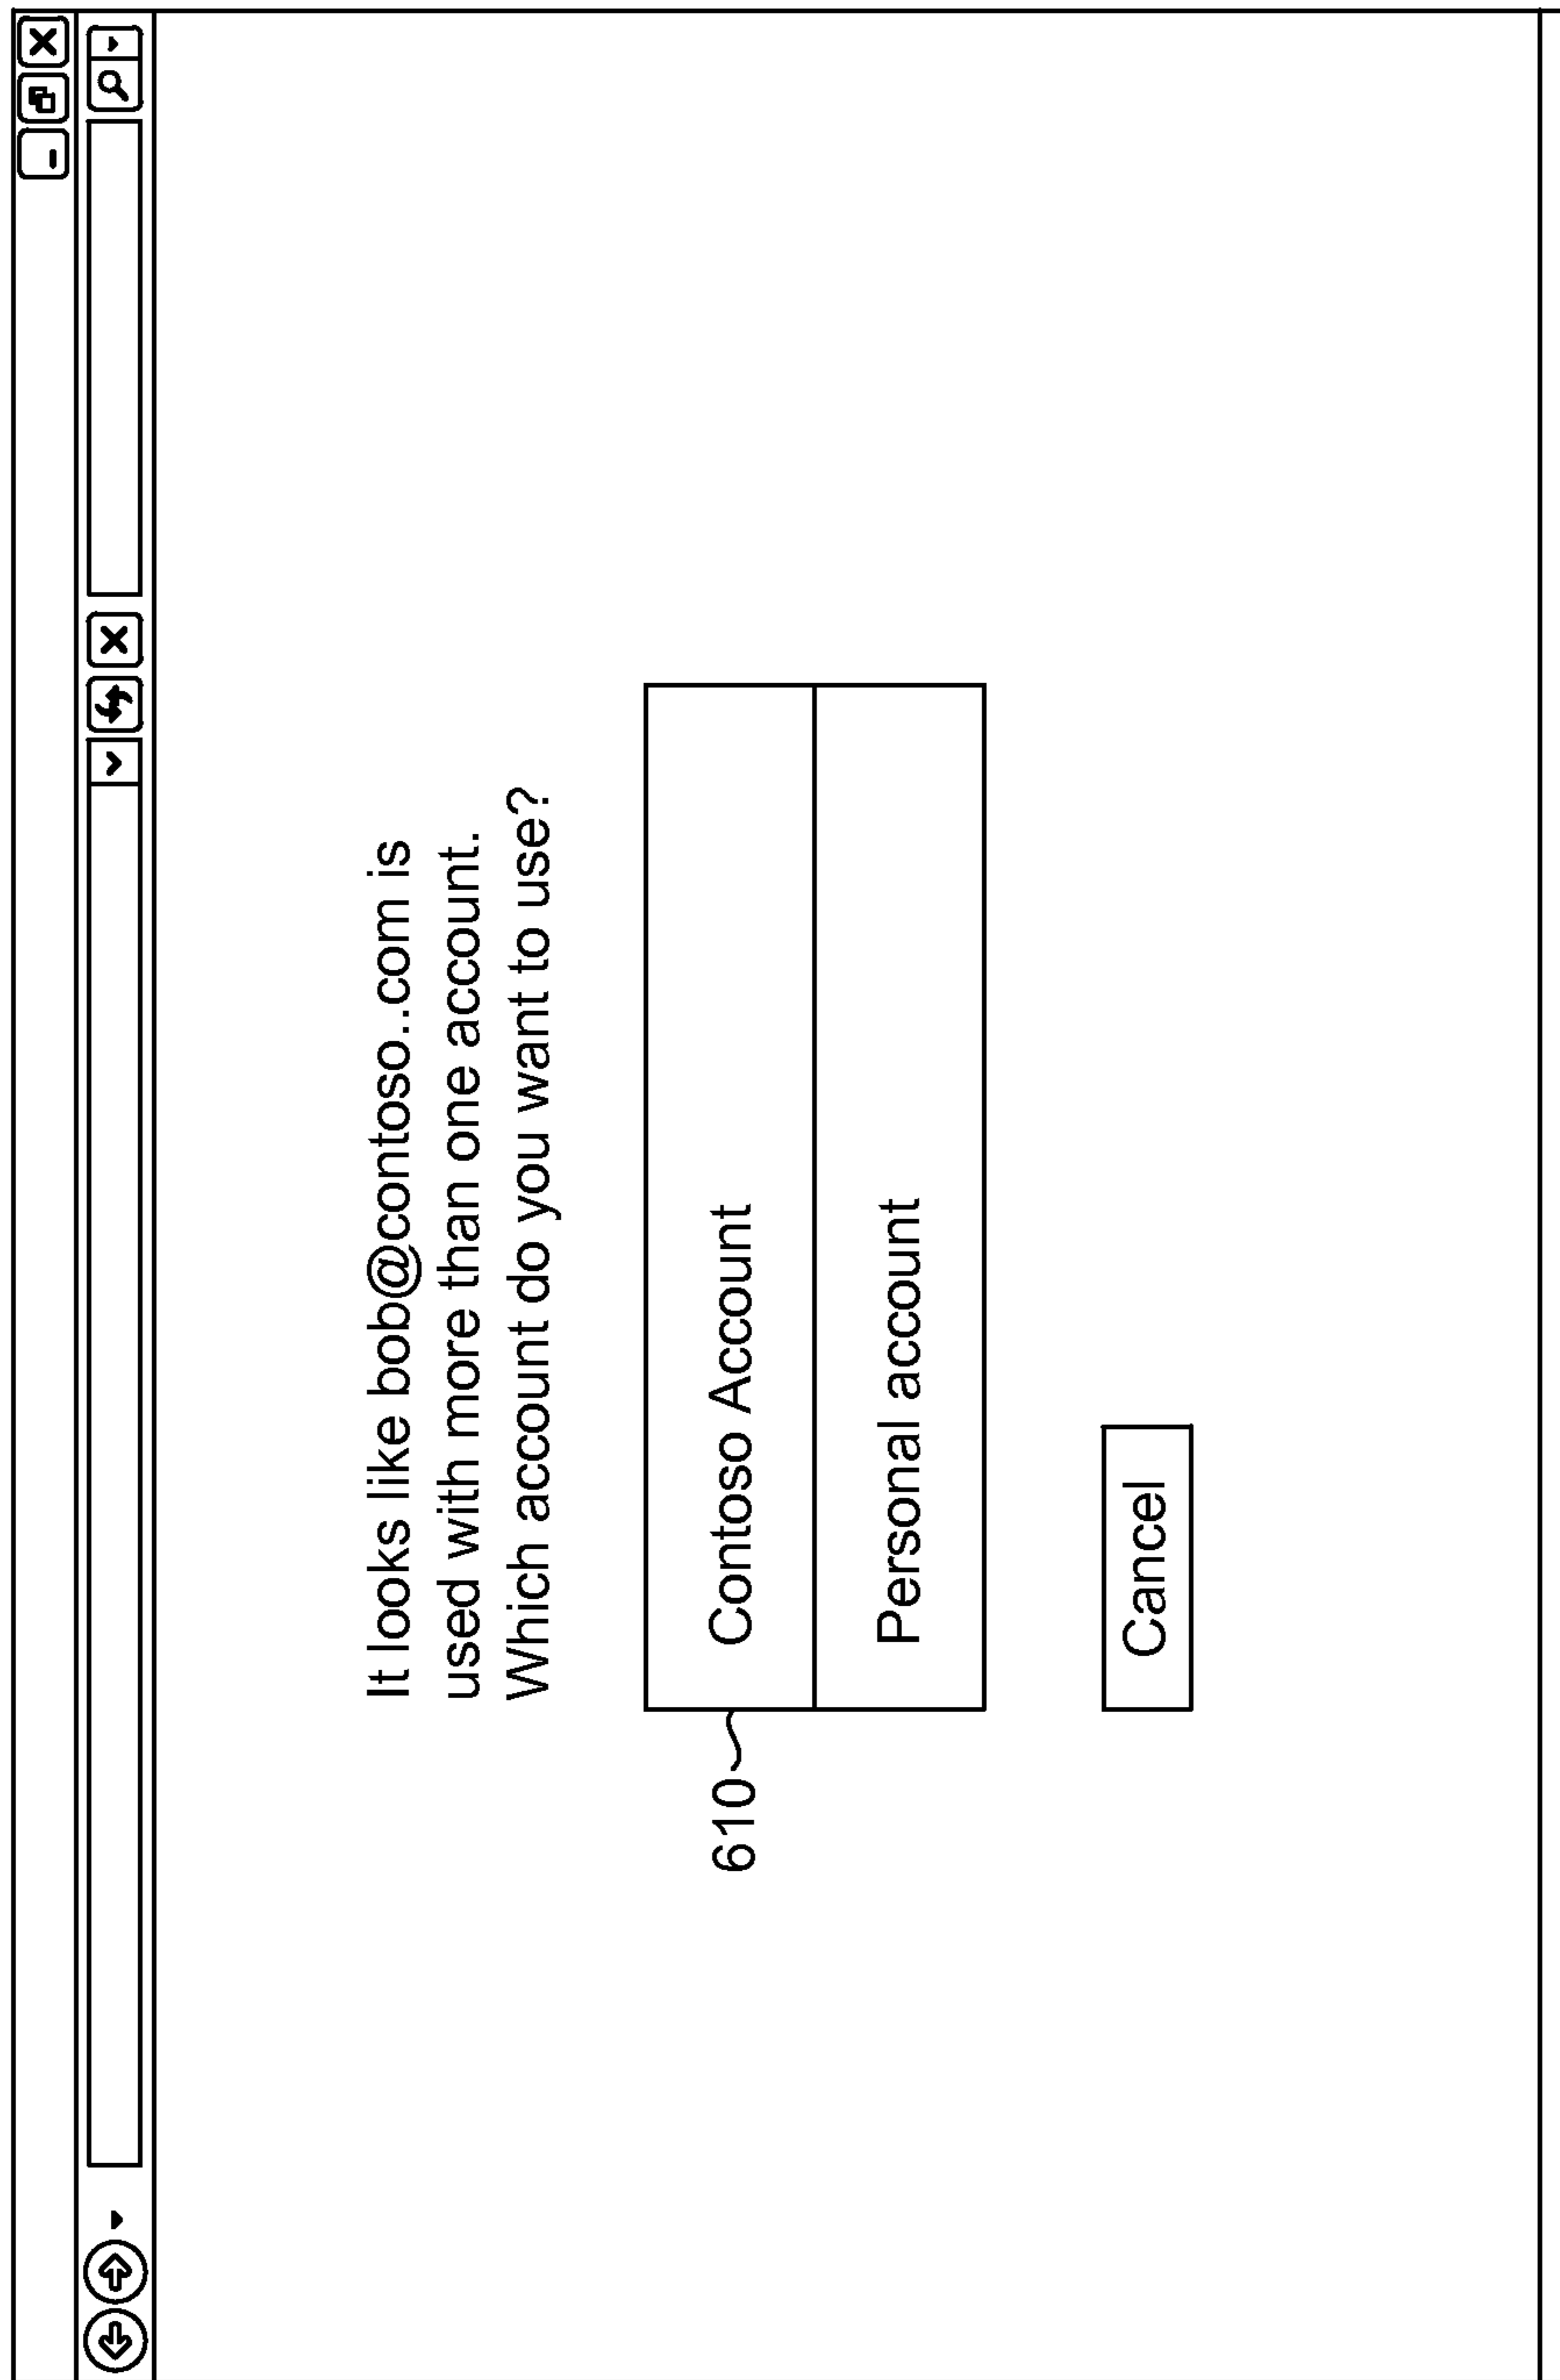 It looks like bob@contoso..com is
used with more than one account.
Which account do you want to use?
610
Contoso Account
Personal account
Cancel